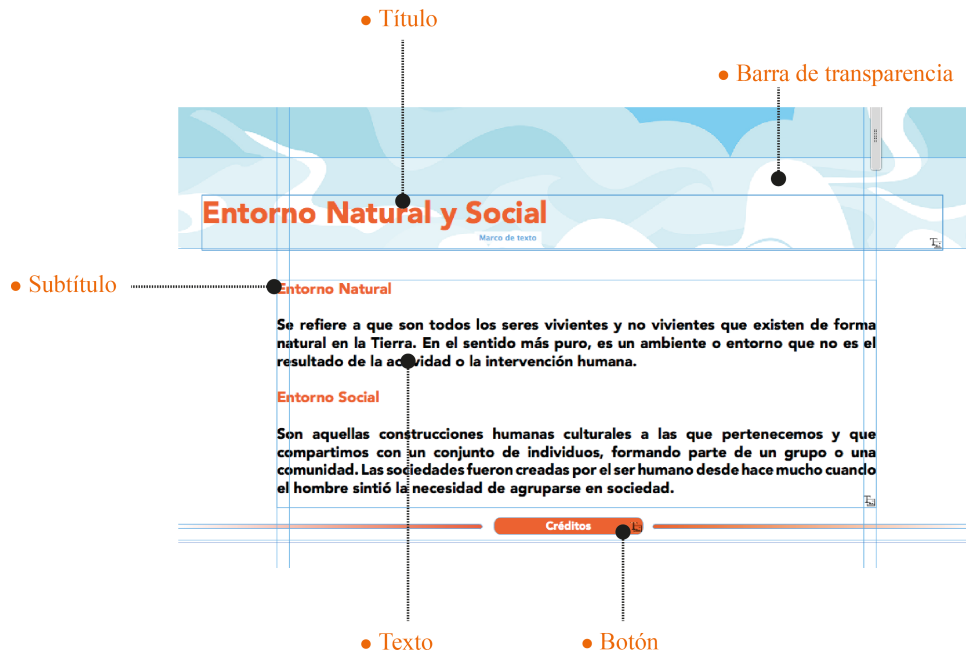 • Título
• Barra de transparencia
Entorno Natural y Social
Marco de texto
• Subtítulo
Entorno Natural
Se refiere a que son todos los seres vivientes y no vivientes que existen de forma
natural en la Tierra. En el sentido más puro, es un ambiente o entorno que no es el
resultado de la actividad o la intervención humana.
Entorno Social
Son aquellas construcciones humanas culturales a las que pertenecemos y que
compartimos con un conjunto de individuos, formando parte de un grupo o una
comunidad. Las sociedades fueron creadas por el ser humano desde hace mucho cuando
el hombre sintió la necesidad de agruparse en sociedad.
Créditos
• Texto
• Botón